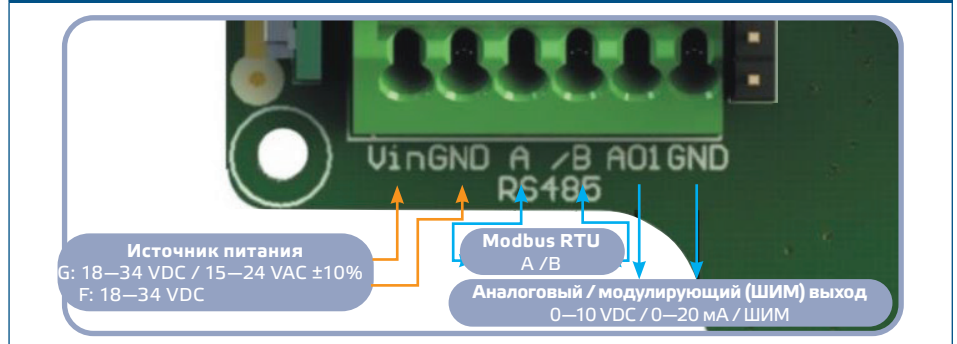 VinGND A /B AO1GND
RS485
Источник питания
G: 18—34 VDC / 15—24 VAC ±10%
F: 18—34 VDC
Modbus RTU
A /B
Аналоговый / модулирующий (ШИМ) выход
0—10 VDC / 0—20 мА / ШИМ